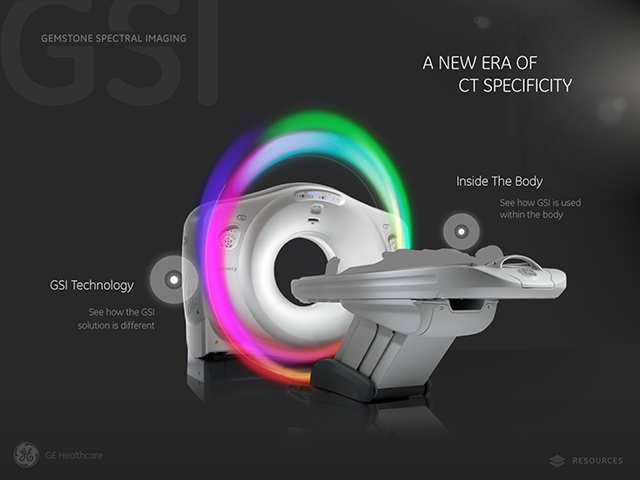 GSI
GEMSTONE SPECTRAL IMAGING
A NEW ERA OF
CT SPECIFICITY
Inside The Body
See how GSI is used
within the body
GSI Technology
See how the GSI
solution is different
GE Healthcare
RESOURCES